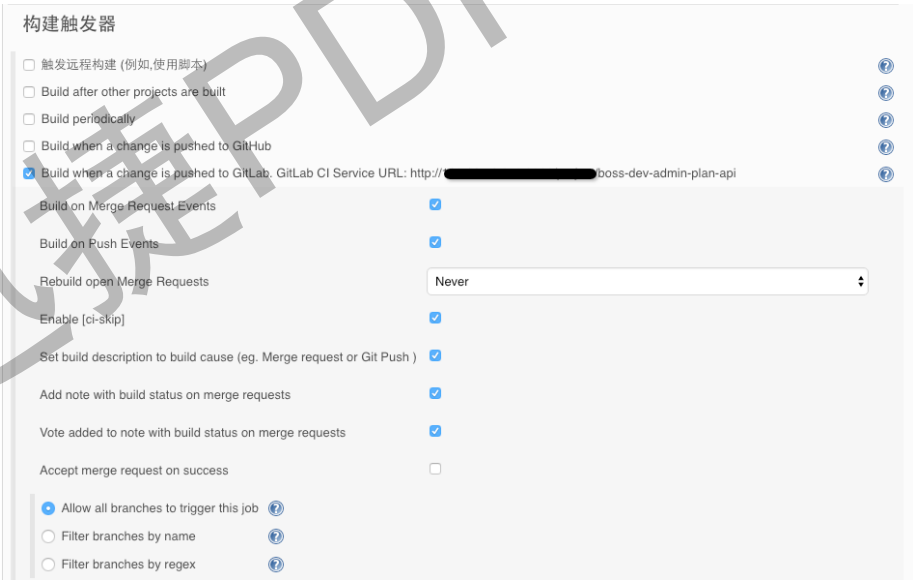 构建触发器
触发远程构建 (例如,使用脚本)
Build after other projects are built
Build periodically
Build when a change is pushed to GitHub
Build when a change is pushed to GitLab. GitLab CI Service URL: http:// /boss-dev-admin-plan-api
Build on Merge Request Events
Build on Push Events
Rebuild open Merge Requests Never
Enable [ci-skip]
Set build description to build cause (eg. Merge request or Git Push )
Add note with build status on merge requests
Vote added to note with build status on merge requests
Accept merge request on success
Allow all branches to trigger this job
Filter branches by name
Filter branches by regex
捷PDF